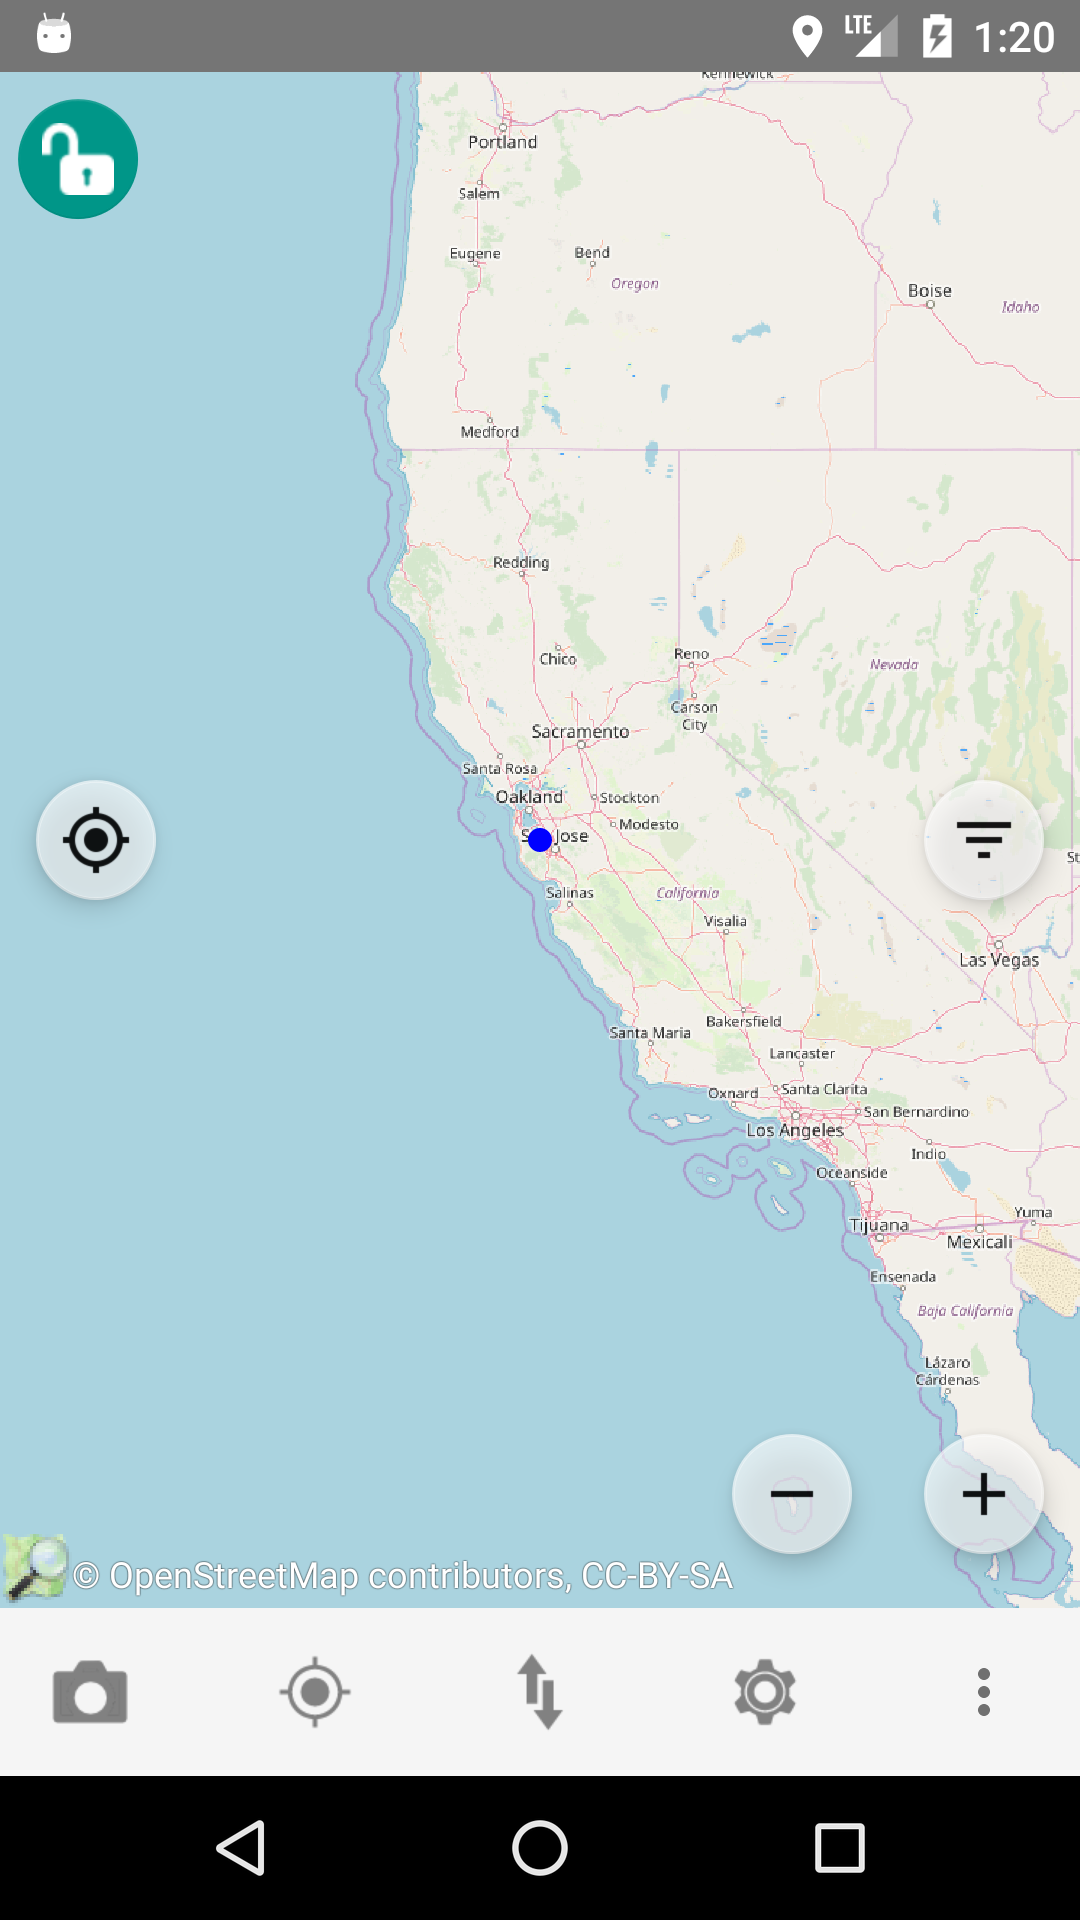 LTE 1:20
Kennewick
Portland
Salem
Eugene
Bend
Oregon
Boise
Idaho
Medford
Redding
Chico
Reno
Nevada
Carson
City
Sacramento
Santa Rosa
Oakland
Stockton
Modesto
San Jose
St
Salinas
California
Visalia
Las Vegas
Bakersfield
Santa Maria
Lancaster
Oxnard
Santa Clarita
San Bernardino
Los Angeles
Indio
Oceanside
Yuma
Tijuana
Mexicali
Ensenada
Baja California
Lázaro
Cárdenas
© OpenStreetMap contributors, CC-BY-SA